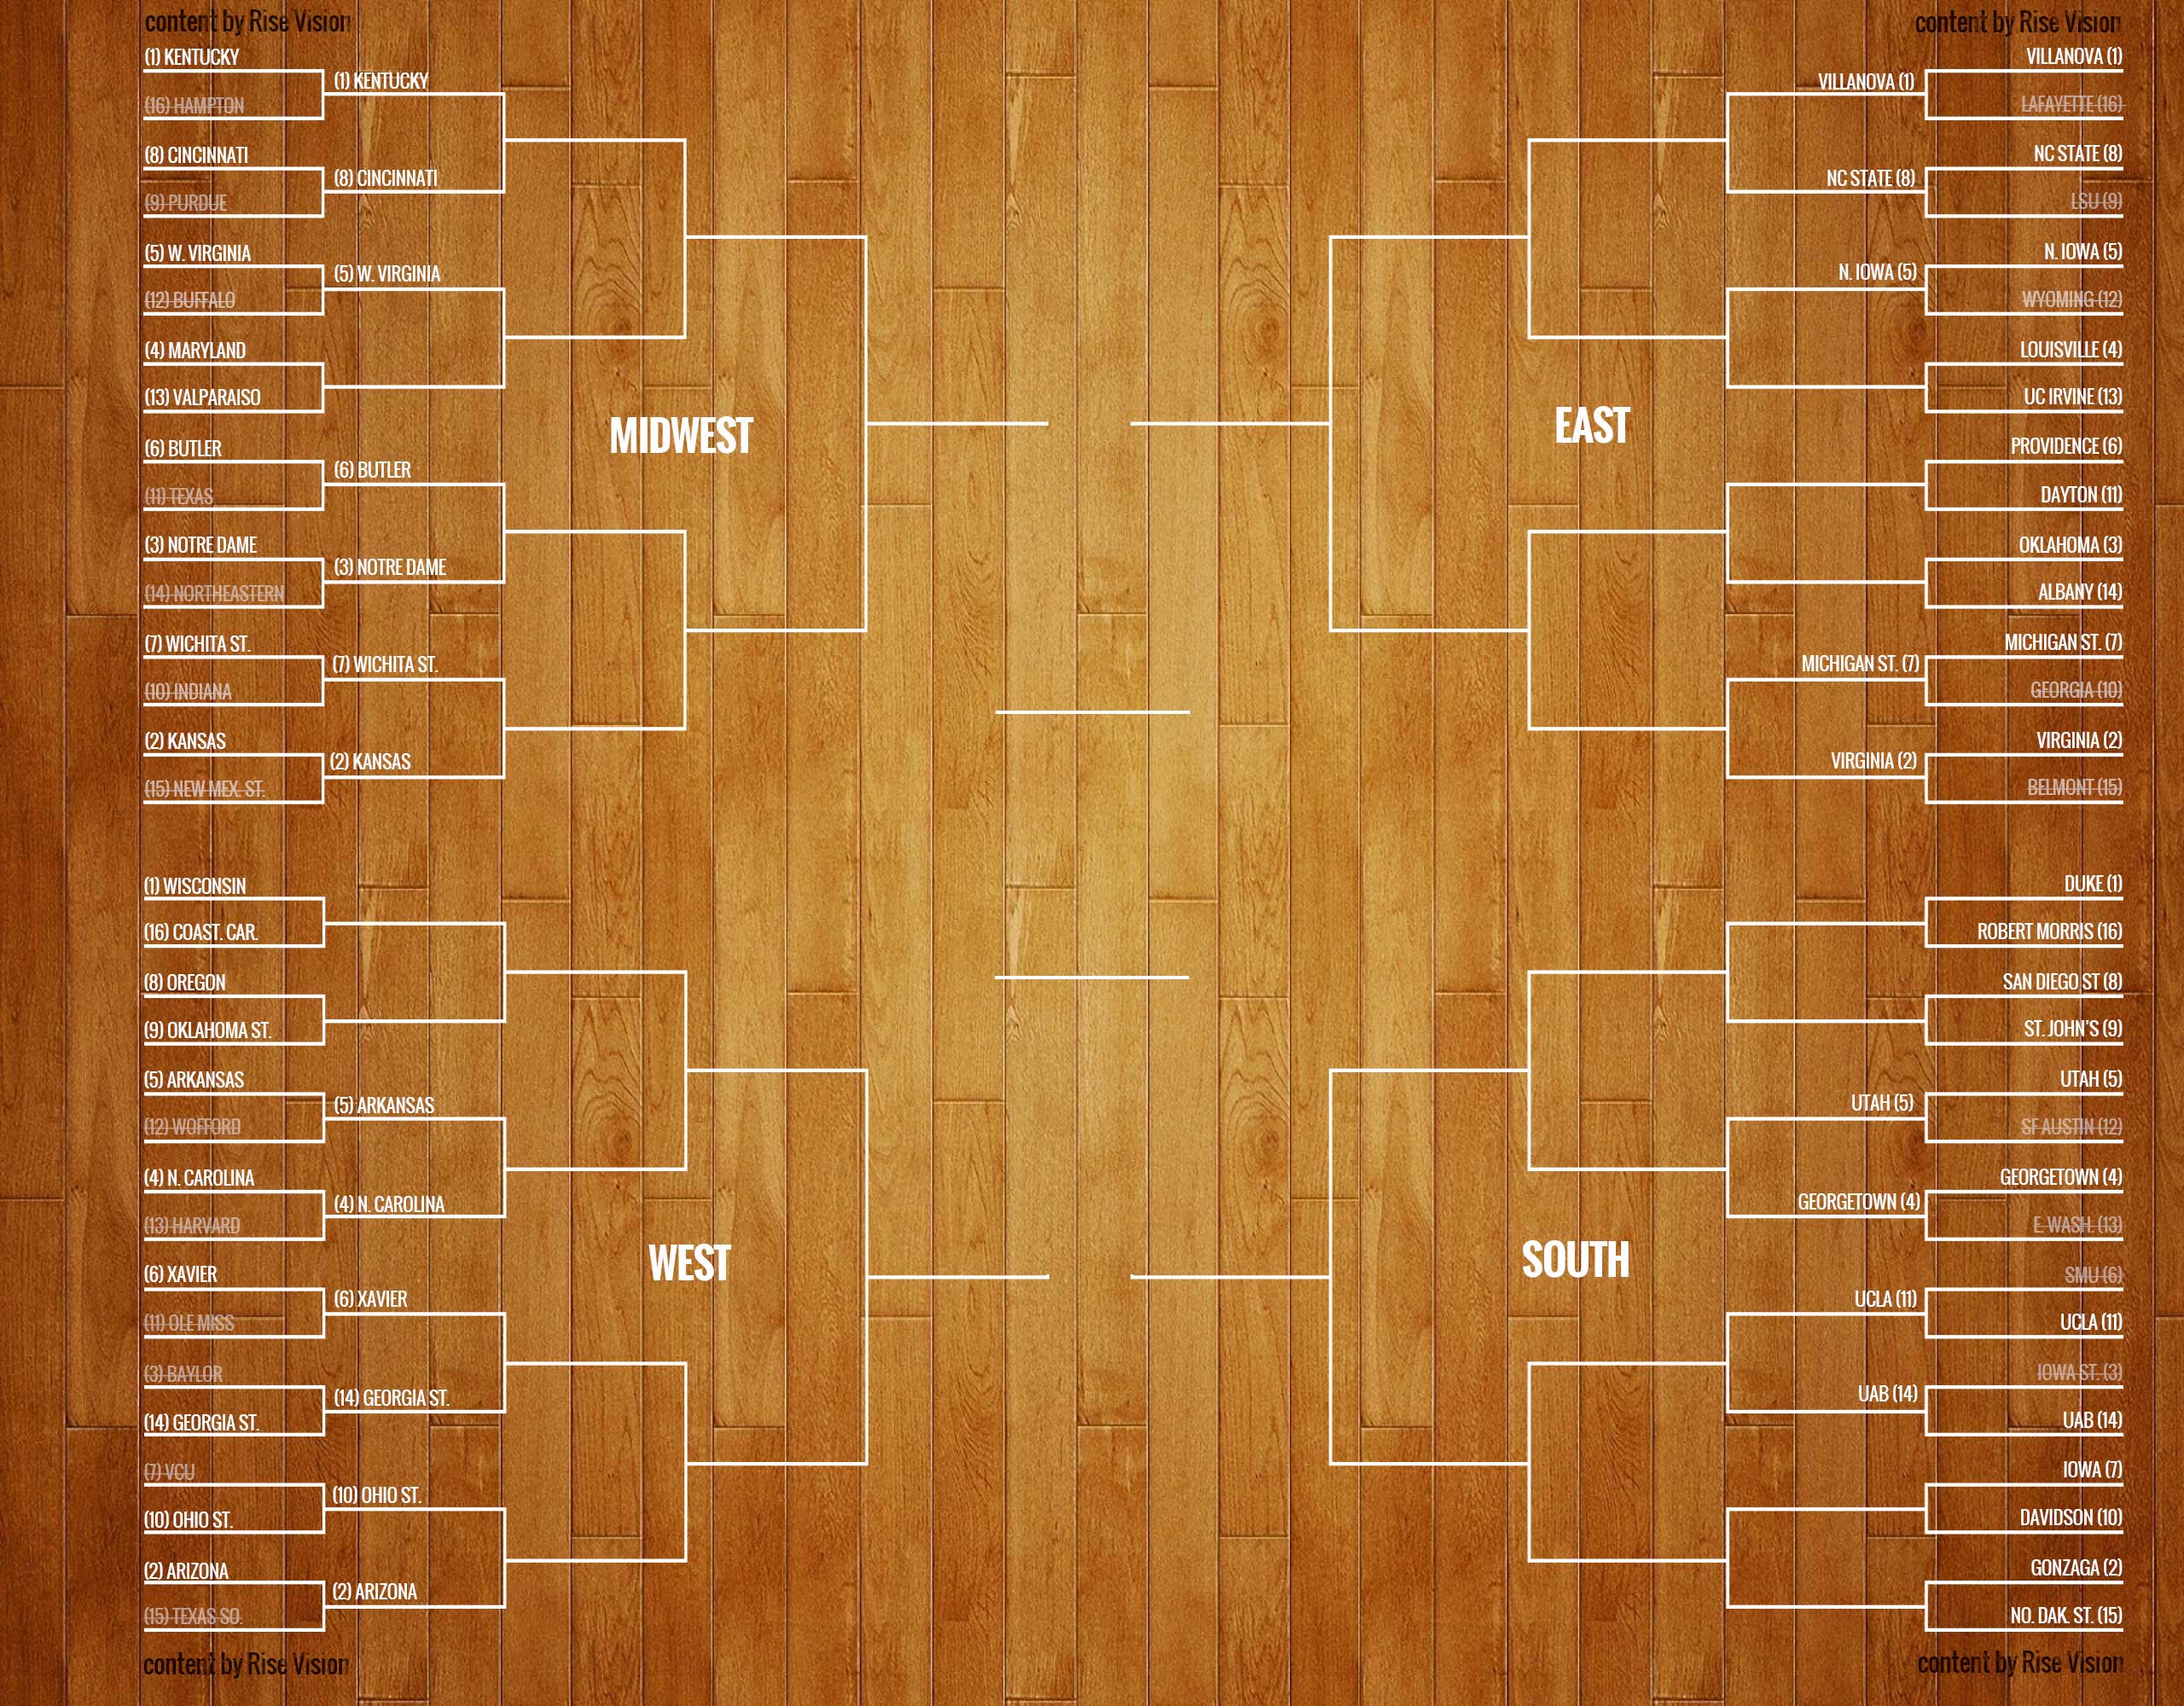 content by Rise Vision
(1) KENTUCKY
(16) HAMPTON
(1) KENTUCKY
(8) CINCINNATI
(9) PURDUE
(8) CINCINNATI
(5) W. VIRGINIA
(12) BUFFALO
(5) W. VIRGINIA
(4) MARYLAND
(13) VALPARAISO
(6) BUTLER
(11) TEXAS
(6) BUTLER
(3) NOTRE DAME
(14) NORTHEASTERN
(3) NOTRE DAME
(7) WICHITA ST.
(10) INDIANA
(7) WICHITA ST.
(2) KANSAS
(15) NEW MEX. ST.
(2) KANSAS
MIDWEST
(1) WISCONSIN
(16) COAST. CAR.
(8) OREGON
(9) OKLAHOMA ST.
(5) ARKANSAS
(12) WOFFORD
(5) ARKANSAS
(4) N. CAROLINA
(13) HARVARD
(4) N. CAROLINA
(6) XAVIER
(11) OLE MISS
(6) XAVIER
(3) BAYLOR
(14) GEORGIA ST.
(14) GEORGIA ST.
(7) VCU
(10) OHIO ST.
(10) OHIO ST.
(2) ARIZONA
(15) TEXAS SO.
(2) ARIZONA
WEST
content by Rise Vision
content by Rise Vision
VILLANOVA (1)
LAFAYETTE (16)
VILLANOVA (1)
NC STATE (8)
LSU (9)
NC STATE (8)
N. IOWA (5)
WYOMING (12)
N. IOWA (5)
LOUISVILLE (4)
UC IRVINE (13)
PROVIDENCE (6)
DAYTON (11)
OKLAHOMA (3)
ALBANY (14)
MICHIGAN ST. (7)
GEORGIA (10)
MICHIGAN ST. (7)
VIRGINIA (2)
BELMONT (15)
VIRGINIA (2)
EAST
DUKE (1)
ROBERT MORRIS (16)
SAN DIEGO ST (8)
ST. JOHN'S (9)
UTAH (5)
SF AUSTIN (12)
UTAH (5)
GEORGETOWN (4)
E. WASH. (13)
GEORGETOWN (4)
SMU (6)
UCLA (11)
UCLA (11)
IOWA ST. (3)
UAB (14)
UAB (14)
IOWA (7)
DAVIDSON (10)
GONZAGA (2)
NO. DAK. ST. (15)
SOUTH
content by Rise Vision